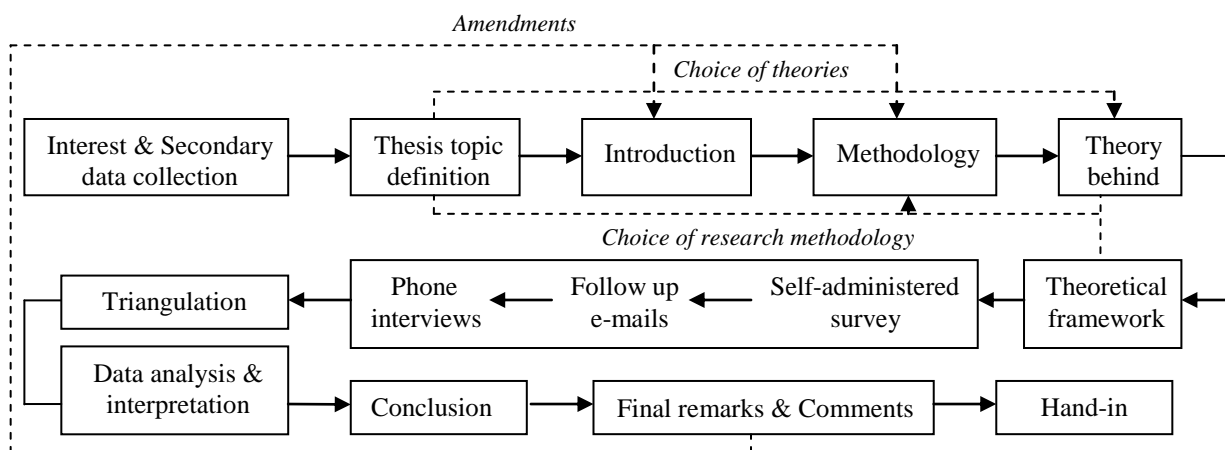 Amendments
Choice of theories
Interest & Secondary
data collection
Thesis topic
definition
Introduction
Methodology
Theory
behind
Choice of research methodology
Triangulation
Phone
interviews
Follow up
e-mails
Self-administered
survey
Theoretical
framework
Data analysis &
interpretation
Conclusion
Final remarks & Comments
Hand-in